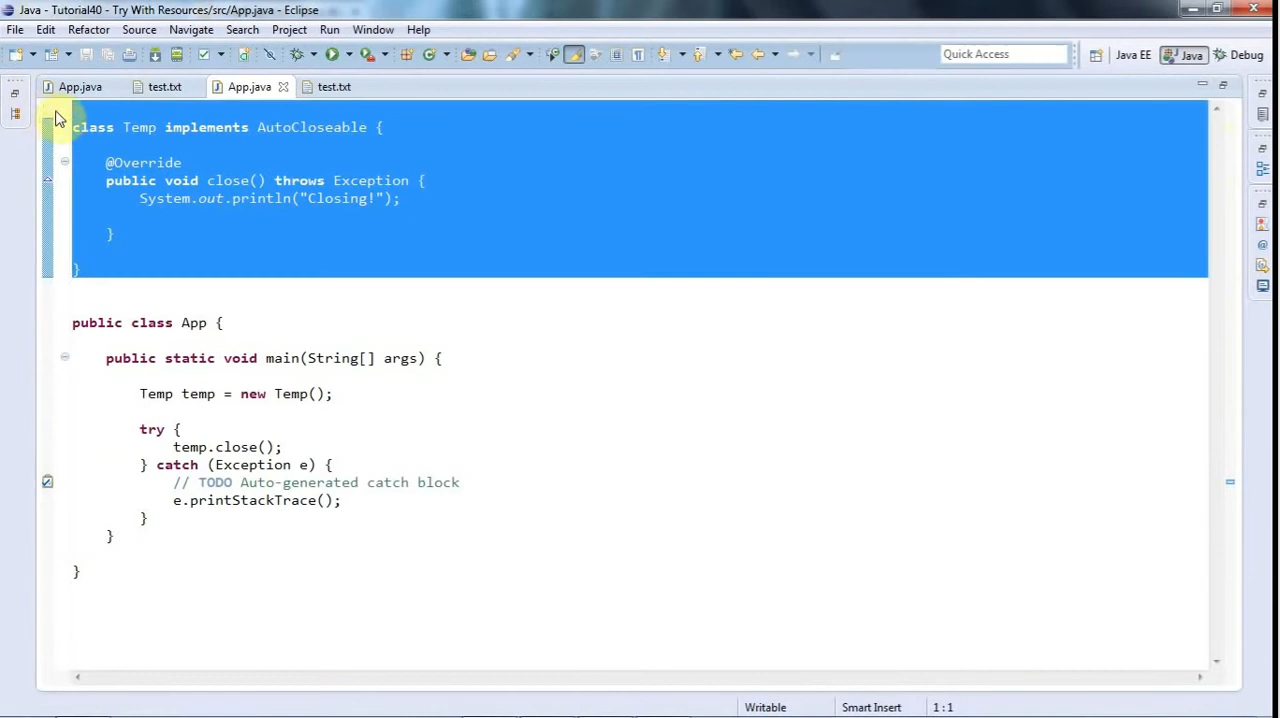 Java - Tutorial40 - Try With Resources/src/App.java - Eclipse
File Edit Refactor Source Navigate Search Project Run Window Help
Quick Access Java EE Java Debug
App.java test.txt App.java test.txt
class Temp implements AutoCloseable {
@Override
public void close() throws Exception {
System.out.println("Closing!");
}
}
public class App {
public static void main(String[] args) {
Temp temp = new Temp();
try {
temp.close();
} catch (Exception e) {
// TODO Auto-generated catch block
e.printStackTrace();
}
}
}
Writable Smart Insert 1 : 1